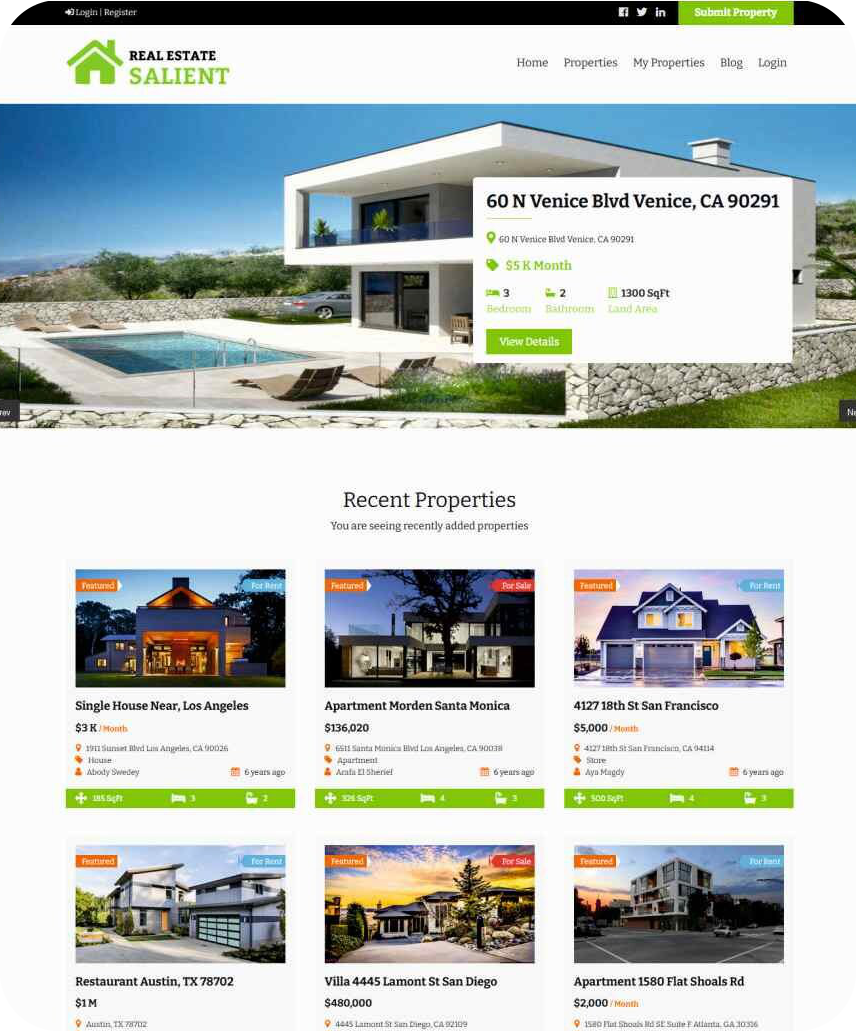 Login | Register
Submit Property
REAL ESTATE
SALIENT
Home Properties My Properties Blog Login
60 N Venice Blvd Venice, CA 90291
60 N Venice Blvd Venice, CA 90291
$5 K Month
3 2 1300 SqFt
Bedroom Bathroom Land Area
View Details
Recent Properties
You are seeing recently added properties
Featured For Rent
Single House Near, Los Angeles
$3 K / Month
1911 Sunset Blvd Los Angeles, CA 90026
House
Abody Swedey 6 years ago
185 SqFt 3 2
Featured For Sale
Apartment Morden Santa Monica
$136,020
6511 Santa Monica Blvd Los Angeles, CA 90038
Apartment
Arafa El Sherief 6 years ago
326 SqFt 4 3
Featured For Rent
4127 18th St San Francisco
$5,000 / Month
4127 18th St San Francisco, CA 94114
Store
Aya Magdy 6 years ago
500 SqFt 4 3
Featured For Rent
Restaurant Austin, TX 78702
$1 M
Austin, TX 78702
Featured For Sale
Villa 4445 Lamont St San Diego
$480,000
4445 Lamont St San Diego, CA 92109
Featured For Rent
Apartment 1580 Flat Shoals Rd
$2,000 / Month
1580 Flat Shoals Rd SE Suite F Atlanta, GA 30316